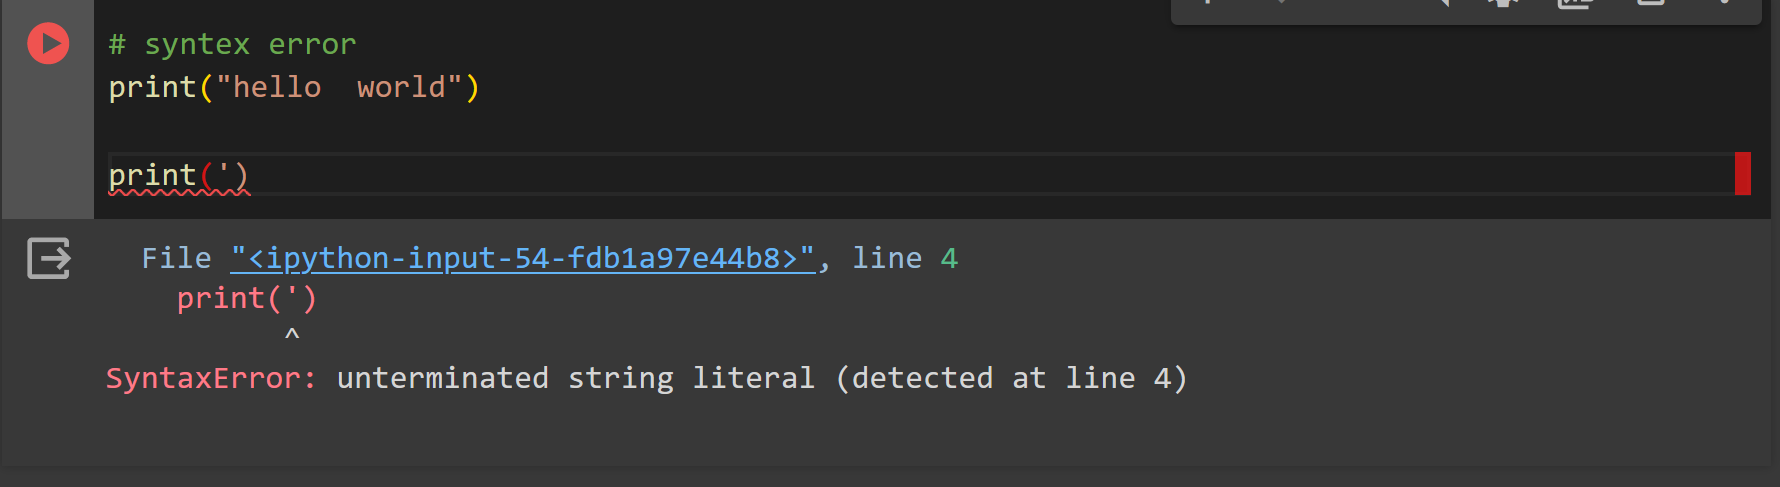 # syntex error
print("hello  world")
print(')
File "<ipython-input-54-fdb1a97e44b8>", line 4
print(')
^
SyntaxError: unterminated string literal (detected at line 4)